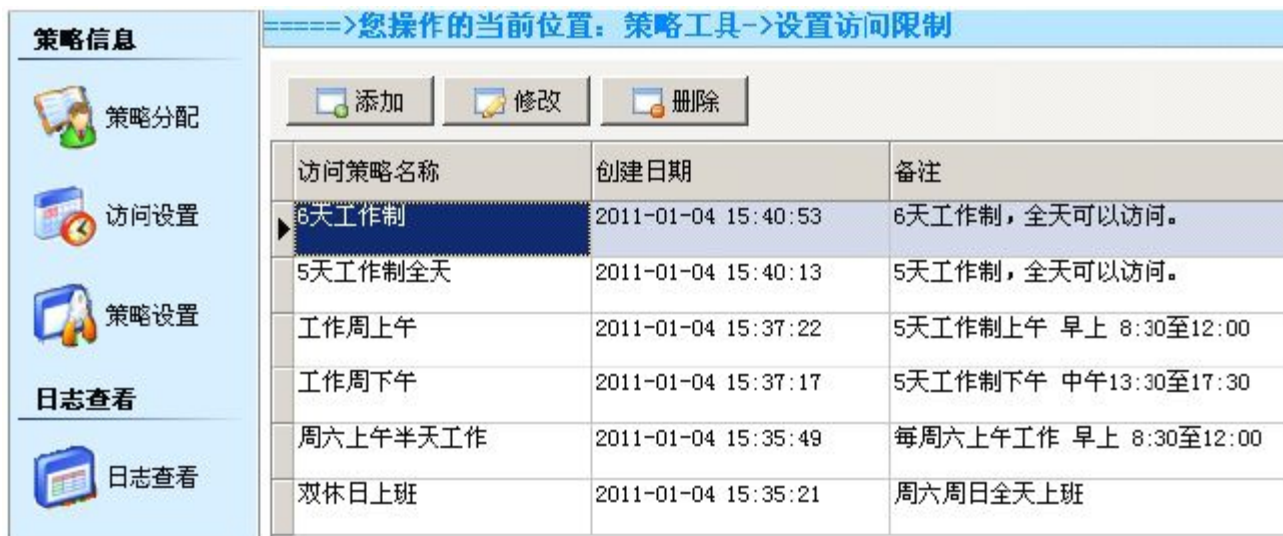 策略信息
策略分配
访问设置
策略设置
日志查看
日志查看
=====>您操作的当前位置：策略工具->设置访问限制
添加 修改 删除
访问策略名称 创建日期 备注
6天工作制 2011-01-04 15:40:53 6天工作制，全天可以访问。
5天工作制全天 2011-01-04 15:40:13 5天工作制，全天可以访问。
工作周上午 2011-01-04 15:37:22 5天工作制上午 早上 8:30至12:00
工作周下午 2011-01-04 15:37:17 5天工作制下午 中午13:30至17:30
周六上午半天工作 2011-01-04 15:35:49 每周六上午工作 早上 8:30至12:00
双休日上班 2011-01-04 15:35:21 周六周日全天上班